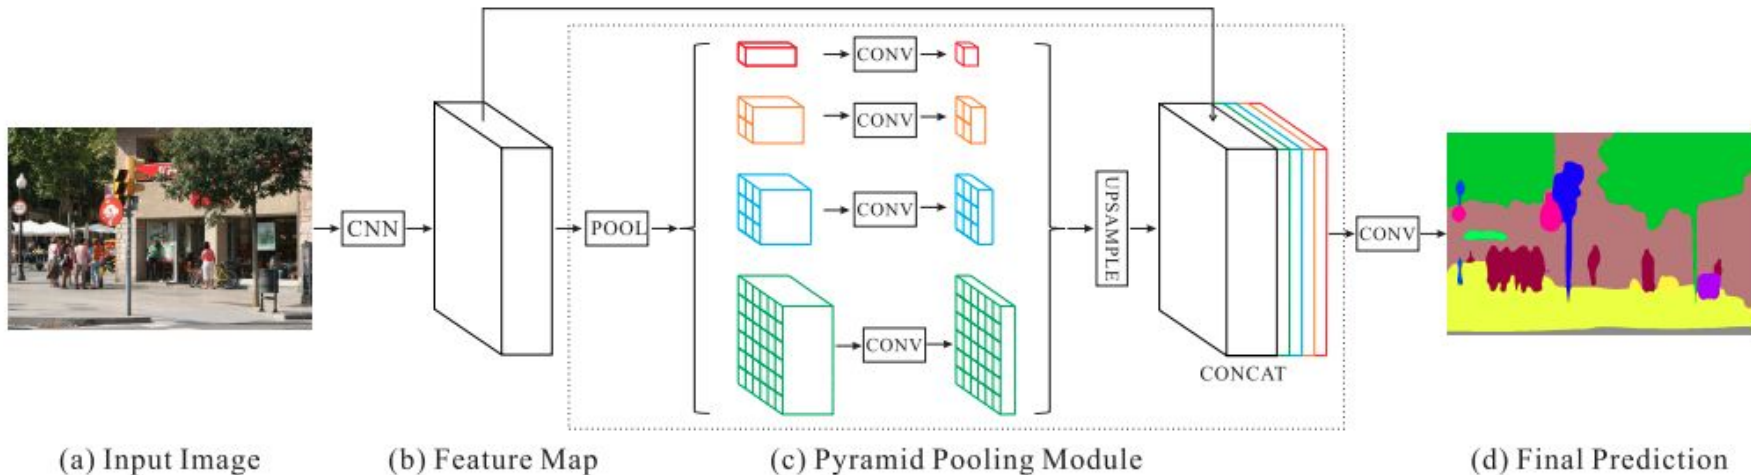 CONV
CONV
CONV
CONV
CNN
POOL
UPSAMPLE
CONCAT
CONV
(a) Input Image
(b) Feature Map
(c) Pyramid Pooling Module
(d) Final Prediction